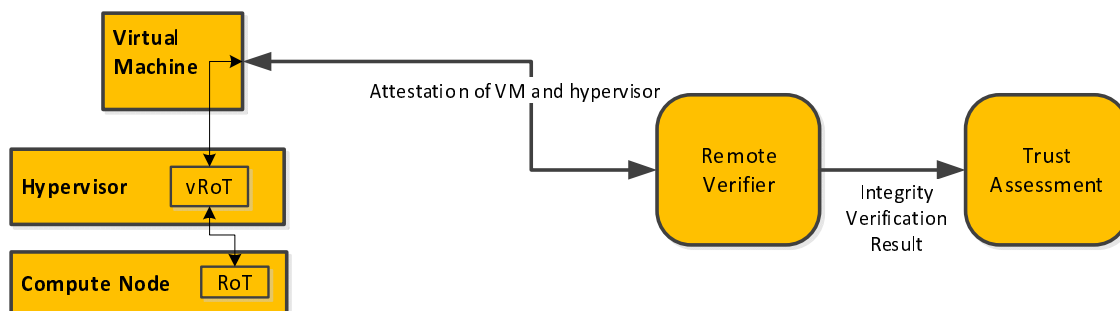 Virtual
Machine
Attestation of VM and hypervisor
Hypervisor
vRoT
Compute Node
RoT
Remote
Verifier
Integrity
Verification
Result
Trust
Assessment